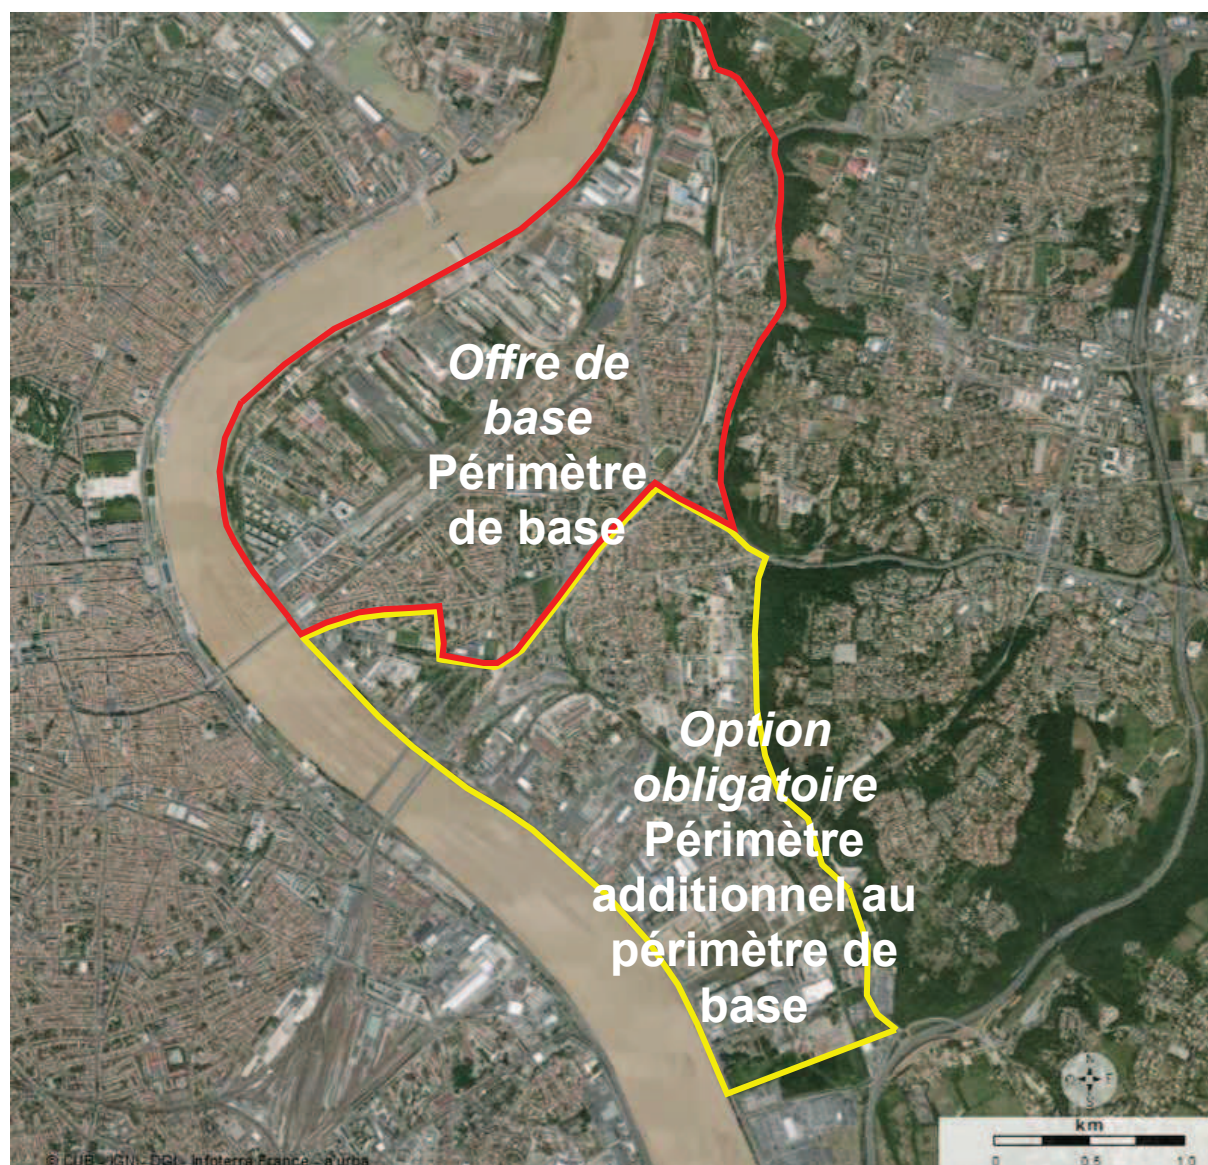 Offre de
base
Périmètre
de base
Option
obligatoire
Périmètre
additionnel au
périmètre de
base
km
0 0.5 1.0
© CUB - IGN - DGI - Infoterra France - a'urba